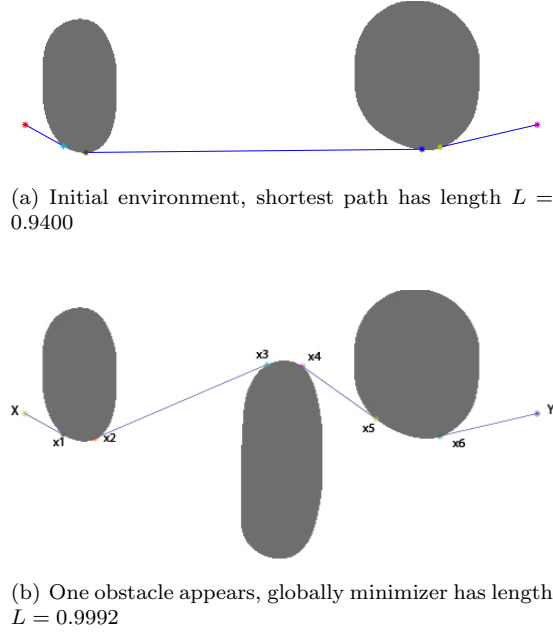 (a) Initial environment, shortest path has length L =
0.9400
x3
x4
X
x1
x2
x5
x6
Y
(b) One obstacle appears, globally minimizer has length
L = 0.9992